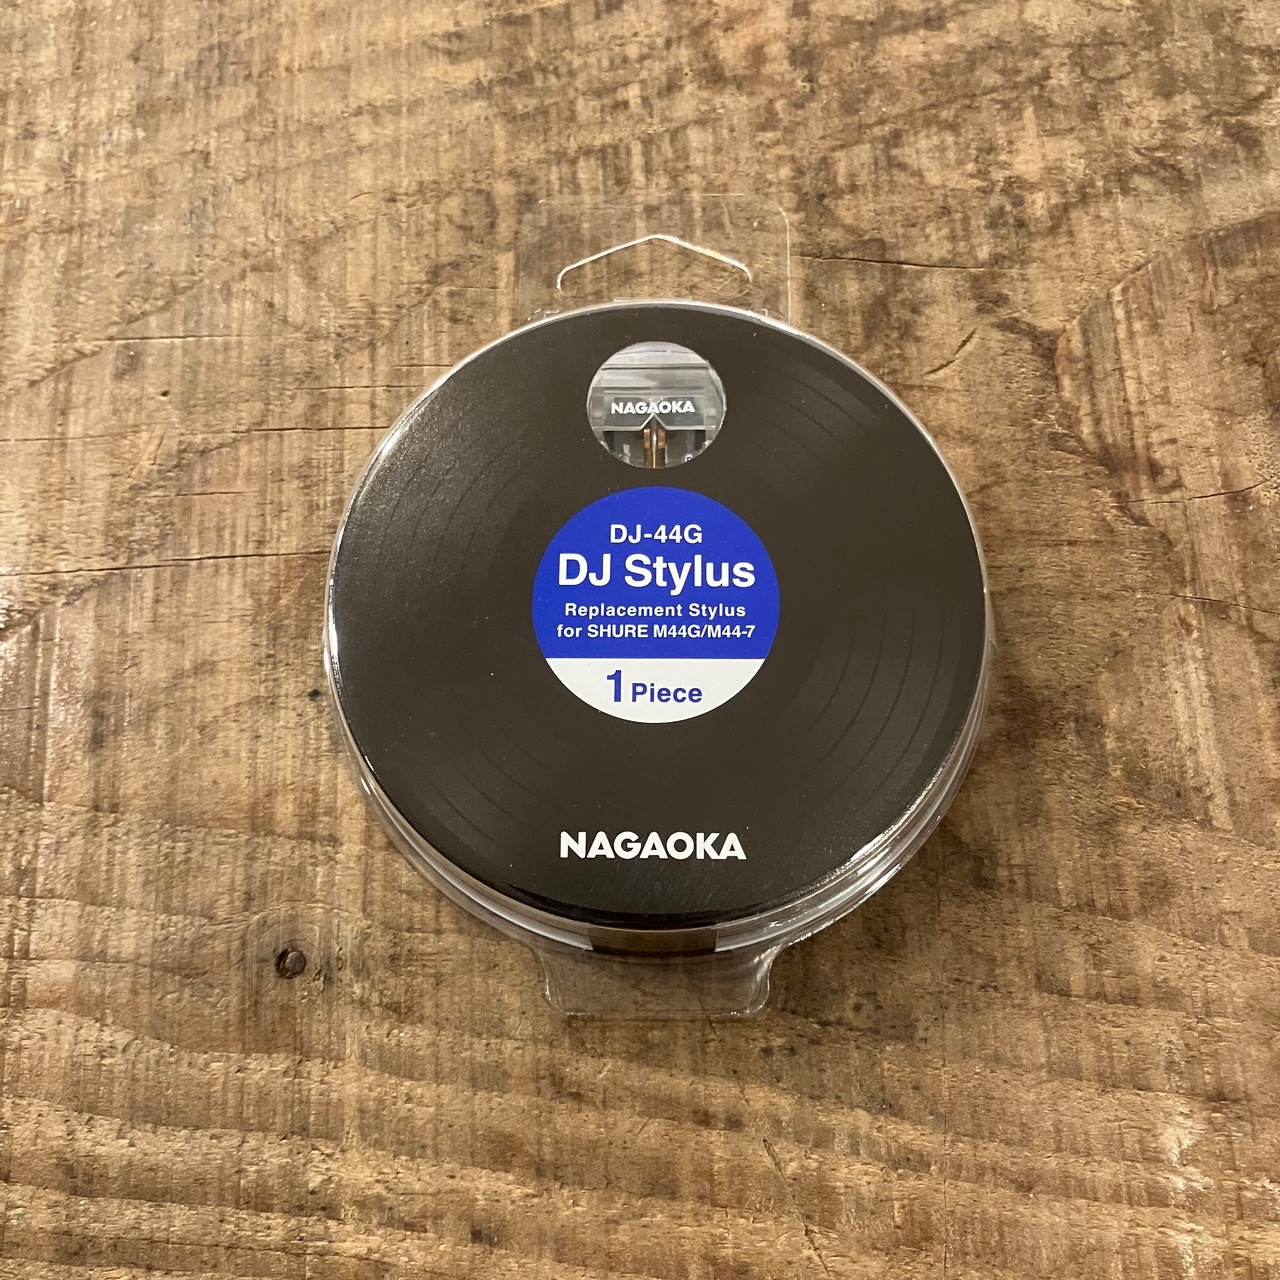 NAGAOKA
DJ-44G
DJ Stylus
Replacement Stylus
for SHURE M44G/M44-7
1 Piece
NAGAOKA